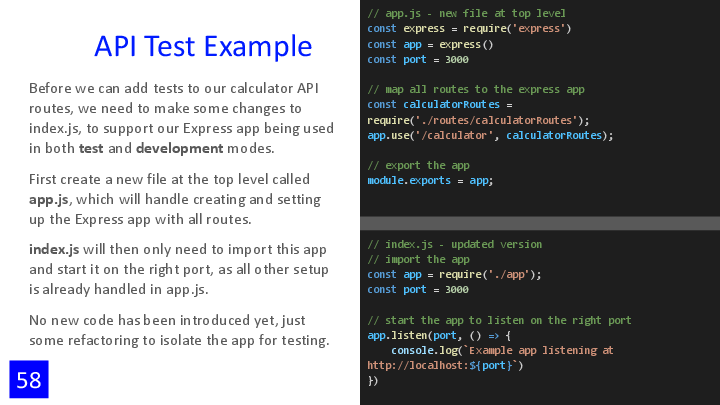 API Test Example
Before we can add tests to our calculator API
routes, we need to make some changes to
index.js, to support our Express app being used
in both test and development modes.
First create a new file at the top level called
app.js, which will handle creating and setting
up the Express app with all routes.
index.js will then only need to import this app
and start it on the right port, as all other setup
is already handled in app.js.
No new code has been introduced yet, just
some refactoring to isolate the app for testing.
58
// app.js - new file at top level
const express = require('express')
const app = express()
const port = 3000
// map all routes to the express app
const calculatorRoutes =
require('./routes/calculatorRoutes');
app.use('/calculator', calculatorRoutes);
// export the app
module.exports = app;
// index.js - updated version
// import the app
const app = require('./app');
const port = 3000
// start the app to listen on the right port
app.listen(port, () => {
    console.log(`Example app listening at
http://localhost:${port}`)
})